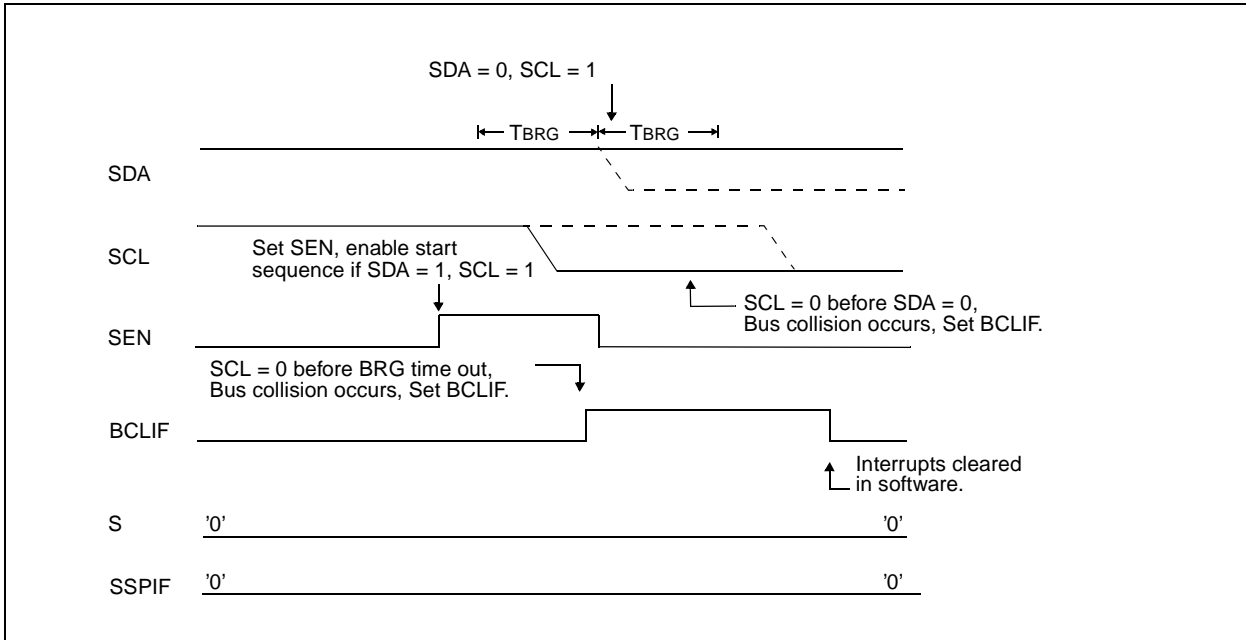 SDA = 0, SCL = 1
TBRG TBRG
SDA
SCL
Set SEN, enable start
sequence if SDA = 1, SCL = 1
SCL = 0 before SDA = 0,
Bus collision occurs, Set BCLIF.
SEN
SCL = 0 before BRG time out,
Bus collision occurs, Set BCLIF.
BCLIF
Interrupts cleared
in software.
S '0' '0'
SSPIF '0' '0'